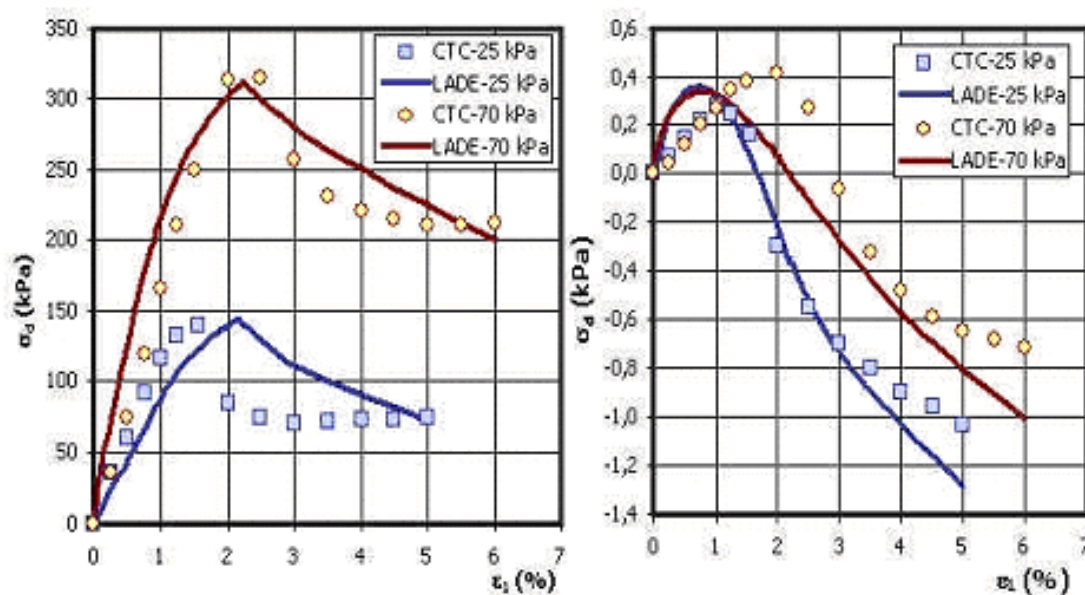 350
300
250
200
150
100
50
0
σd (kPa)
0 1 2 3 4 5 6 7
ε1 (%)
CTC-25 kPa
LADE-25 kPa
CTC-70 kPa
LADE-70 kPa
0,6
0,4
0,2
0,0
-0,2
-0,4
-0,6
-0,8
-1,0
-1,2
-1,4
σd (kPa)
0 1 2 3 4 5 6 7
ε1 (%)
CTC-25 kPa
LADE-25 kPa
CTC-70 kPa
LADE-70 kPa